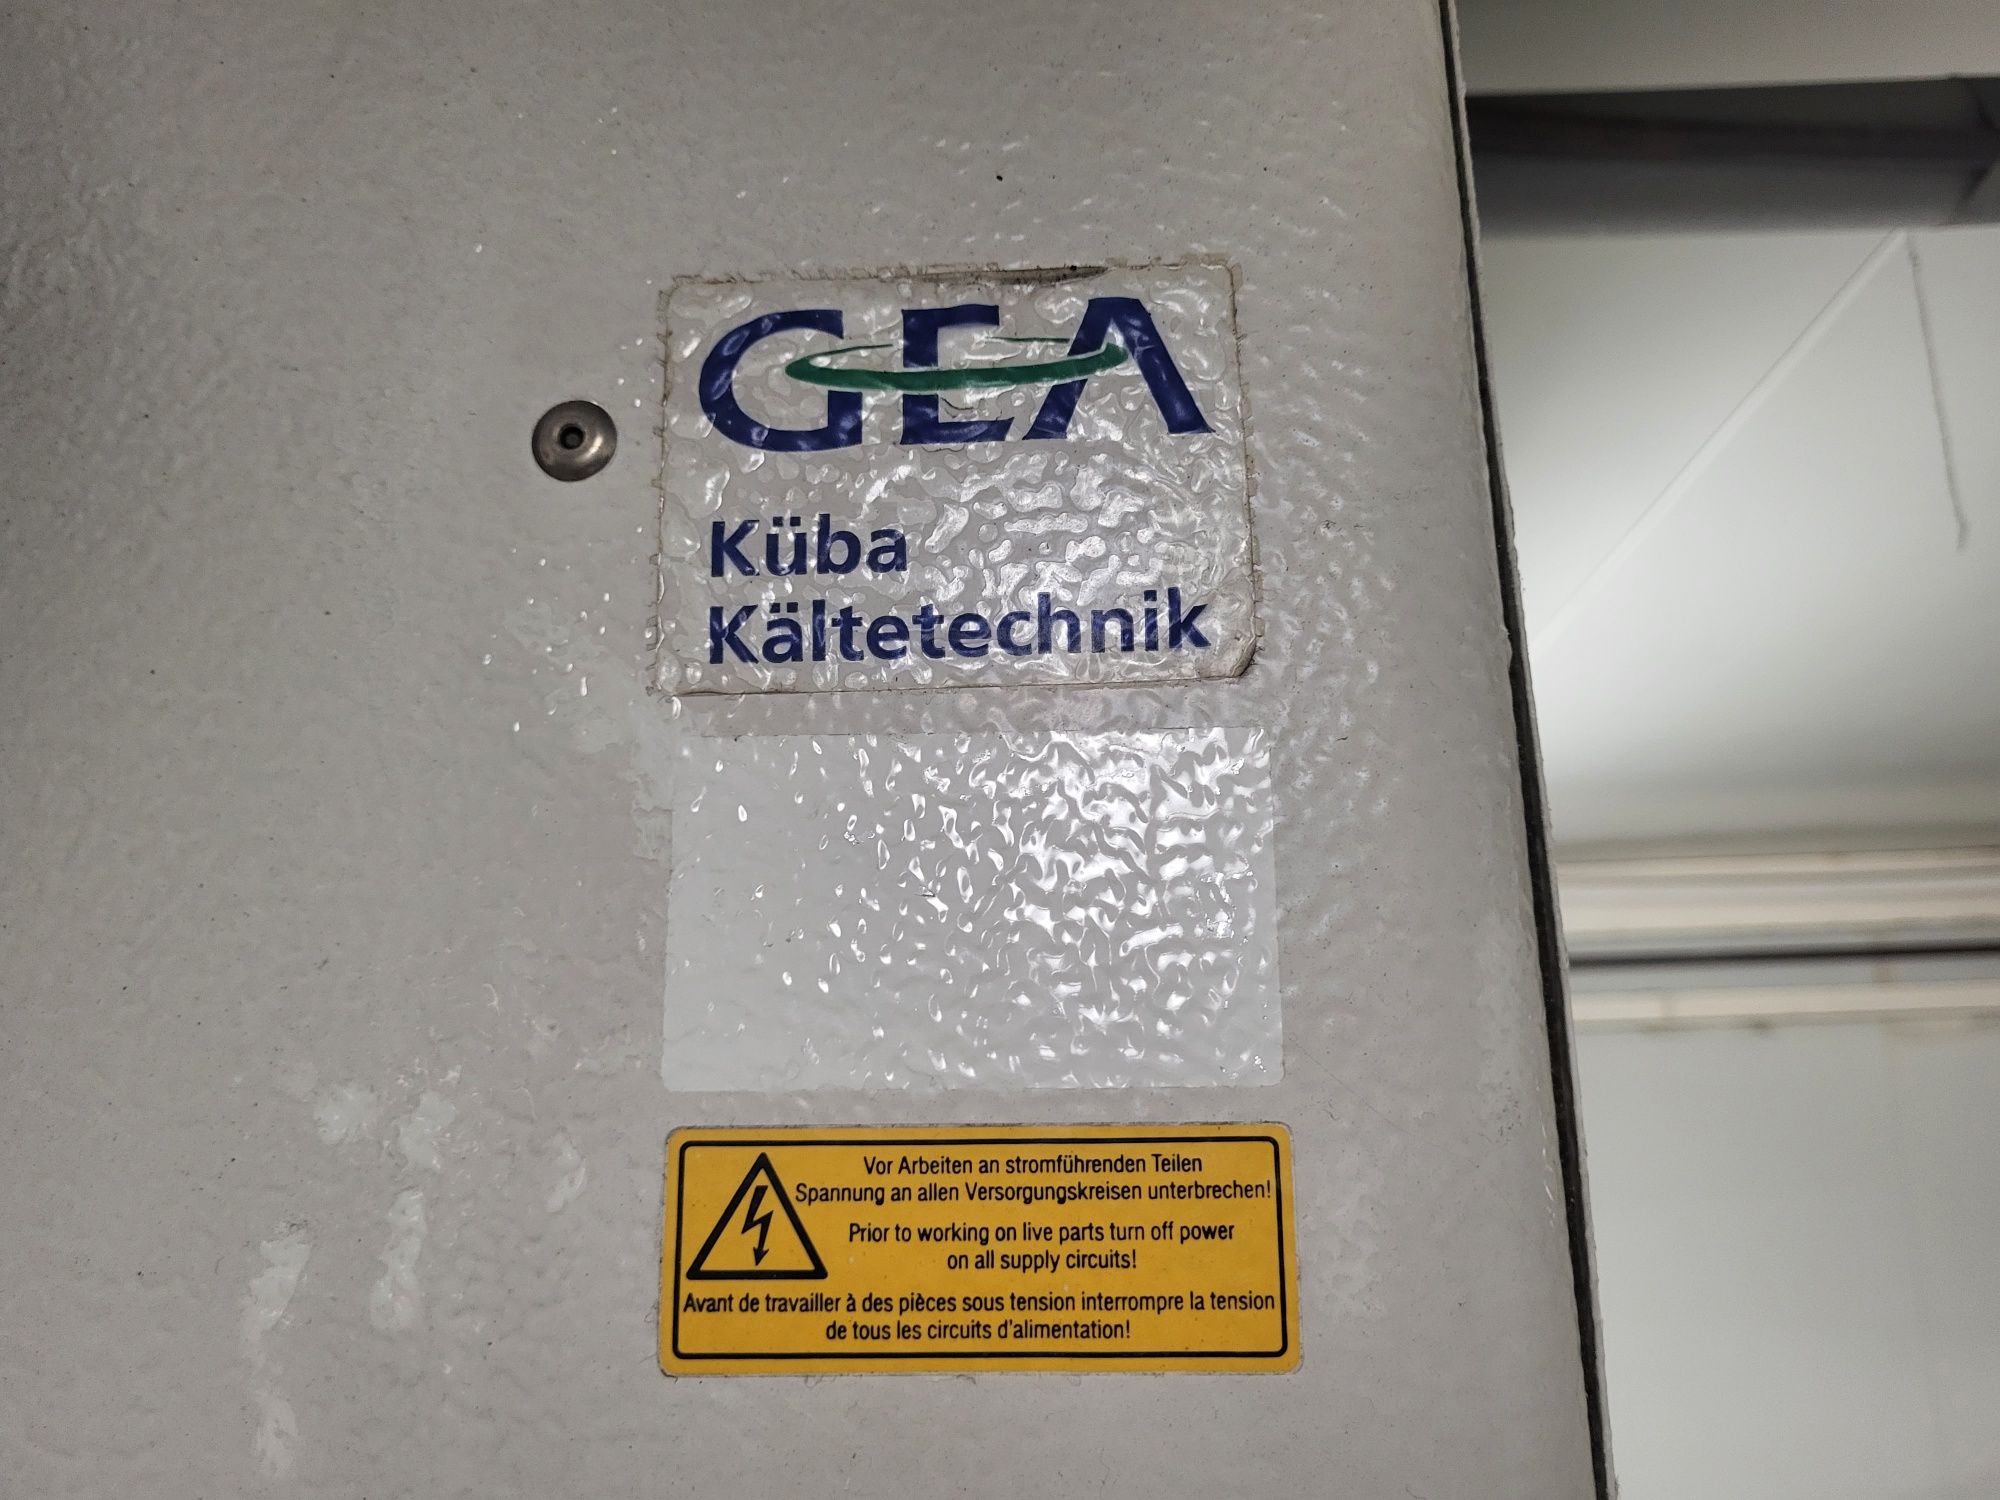 GEA
Küba
Kältetechnik
Vor Arbeiten an stromführenden Teilen
Spannung an allen Versorgungskreisen unterbrechen!
Prior to working on live parts turn off power
on all supply circuits!
Avant de travailler à des pièces sous tension interrompre la tension
de tous les circuits d'alimentation!